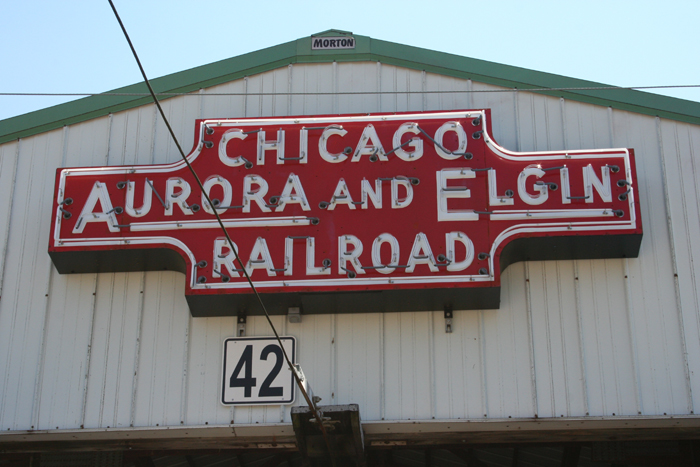 MORTON
CHICAGO
AURORA AND ELGIN
RAILROAD
42